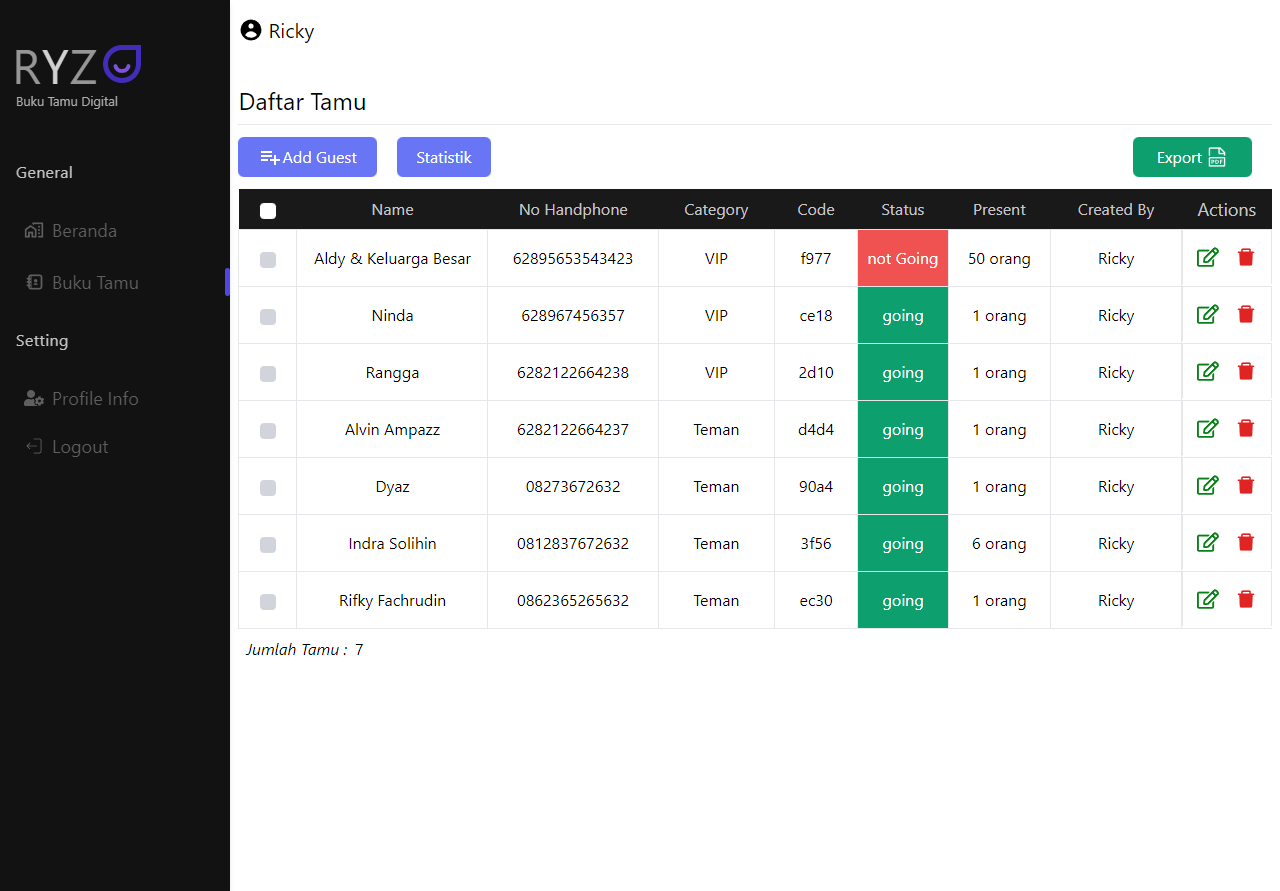 RYZ
Buku Tamu Digital
General
Beranda
Buku Tamu
Setting
Profile Info
Logout
Ricky
Daftar Tamu
Add Guest Statistik Export PDF
Name No Handphone Category Code Status Present Created By Actions
Aldy & Keluarga Besar 62895653543423 VIP f977 not Going 50 orang Ricky
Ninda 628967456357 VIP ce18 going 1 orang Ricky
Rangga 6282122664238 VIP 2d10 going 1 orang Ricky
Alvin Ampazz 6282122664237 Teman d4d4 going 1 orang Ricky
Dyaz 08273672632 Teman 90a4 going 1 orang Ricky
Indra Solihin 0812837672632 Teman 3f56 going 6 orang Ricky
Rifky Fachrudin 0862365265632 Teman ec30 going 1 orang Ricky
Jumlah Tamu : 7